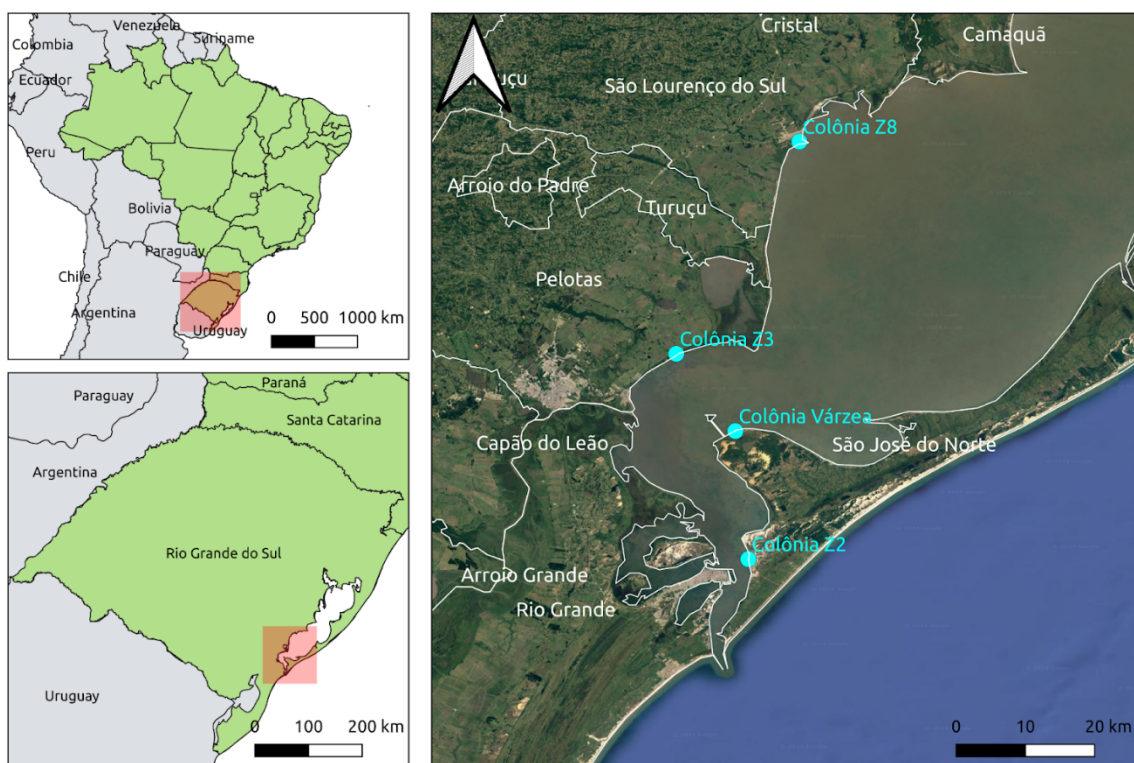 Venezuela
Colombia
Suriname
Ecuador
Peru
Bolivia
Paraguay
Chile
Argentina
Uruguay
0 500 1000 km
Paraguay
Paraná
Santa Catarina
Argentina
Rio Grande do Sul
Uruguay
0 100 200 km
Cristal
Camaquã
São Lourenço do Sul
Colônia Z8
Arroio do Padre
Turuçu
Pelotas
Colônia Z3
Colônia Várzea
Capão do Leão
São José do Norte
Colônia Z2
Arroio Grande
Rio Grande
0 10 20 km